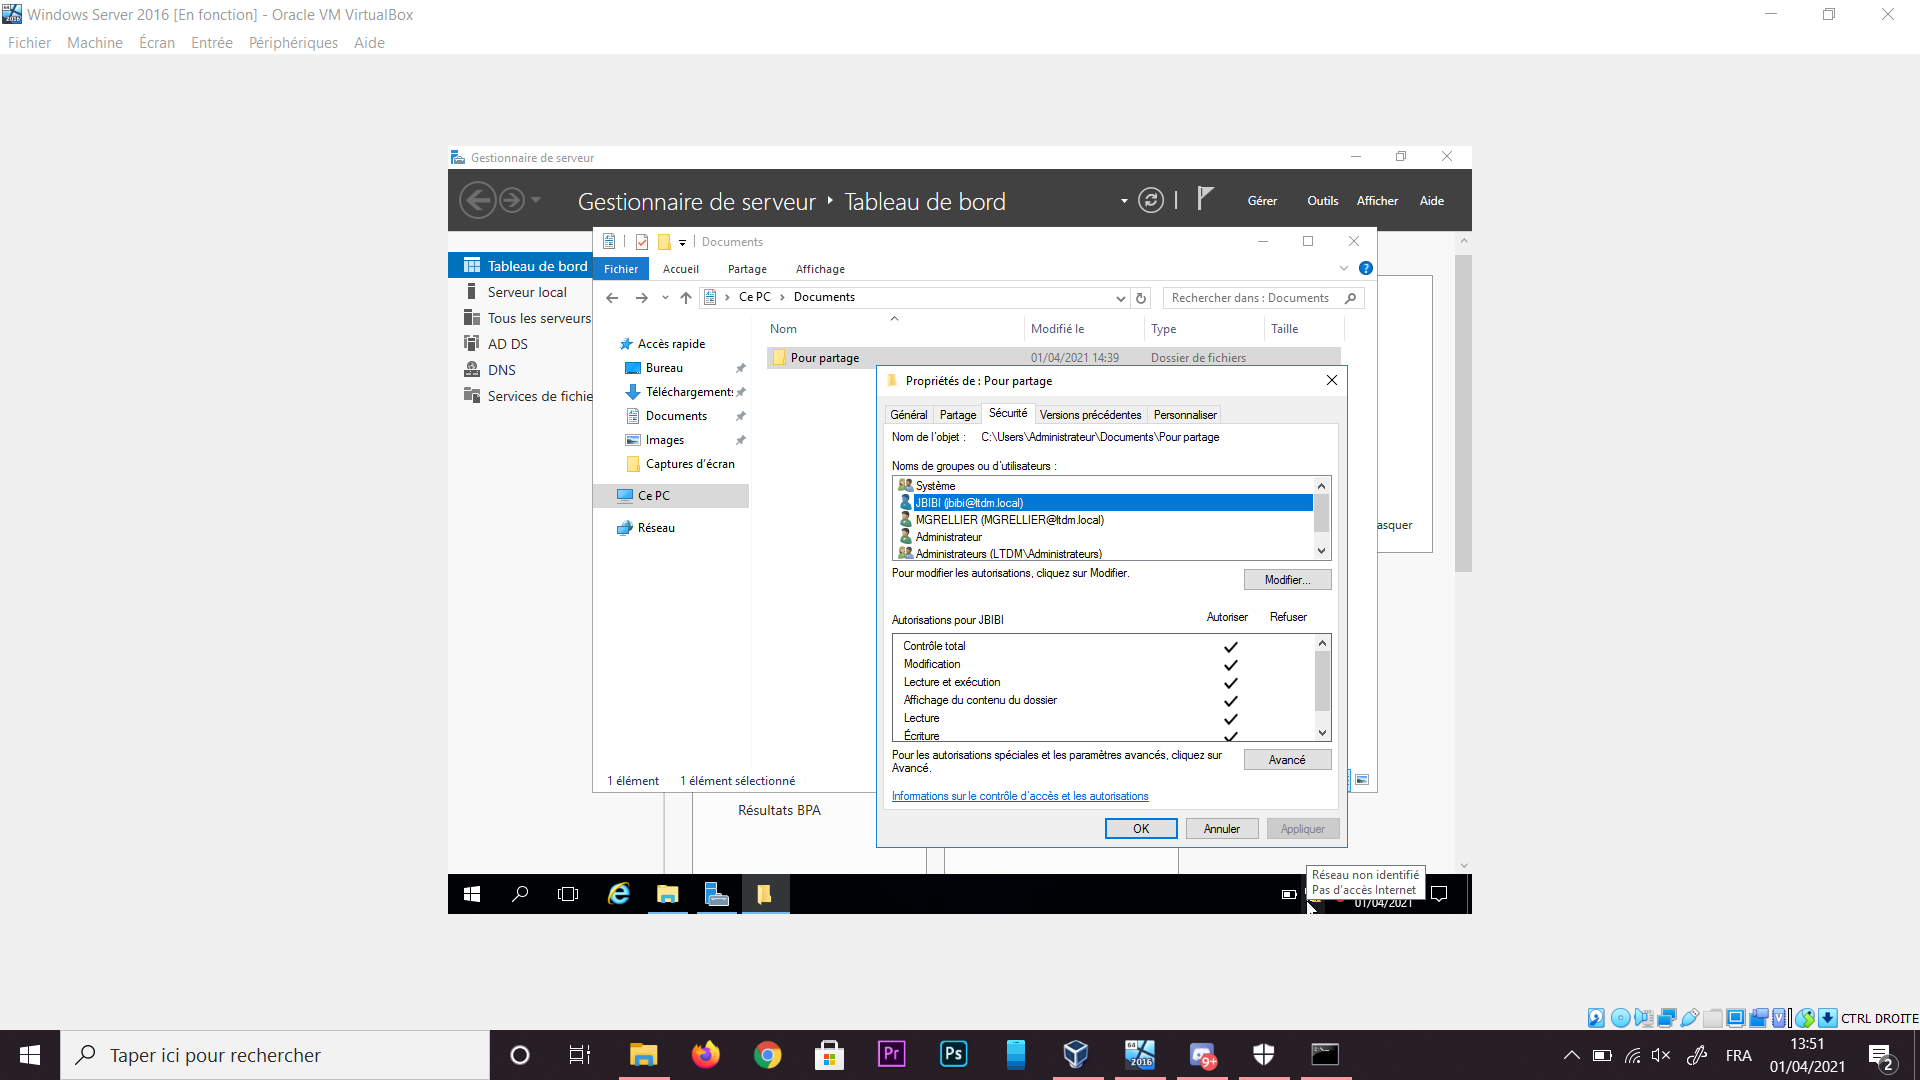 Windows Server 2016 [En fonction] - Oracle VM VirtualBox
Fichier Machine Écran Entrée Périphériques Aide
Gestionnaire de serveur
Gestionnaire de serveur Tableau de bord
Gérer Outils Afficher Aide
Documents
Tableau de bord
Serveur local
Tous les serveurs
AD DS
DNS
Services de fichie
Fichier Accueil Partage Affichage
Ce PC Documents
Rechercher dans : Documents
Nom Modifié le Type Taille
Accès rapide
Bureau
Téléchargements
Documents
Images
Captures d'écran
Ce PC
Réseau
Pour partage 01/04/2021 14:39 Dossier de fichiers
Propriétés de : Pour partage
Général Partage Sécurité Versions précédentes Personnaliser
Nom de l'objet : C:\Users\Administrateur\Documents\Pour partage
Noms de groupes ou d'utilisateurs :
Système
JBIBI (jbibi@ltdm.local)
MGRELLIER (MGRELLIER@ltdm.local)
Administrateur
Administrateurs (LTDM\Administrateurs)
asquer
Pour modifier les autorisations, cliquez sur Modifier.
Modifier...
Autorisations pour JBIBI Autoriser Refuser
Contrôle total
Modification
Lecture et exécution
Affichage du contenu du dossier
Lecture
Écriture
Pour les autorisations spéciales et les paramètres avancés, cliquez sur
Avancé.
Avancé
Informations sur le contrôle d'accès et les autorisations
OK Annuler Appliquer
1 élément 1 élément sélectionné
Résultats BPA
Réseau non identifié
Pas d'accès Internet
01/04/2021
CTRL DROITE
Taper ici pour rechercher
Pr
Ps
64
2016
9+
FRA
13:51
01/04/2021
2